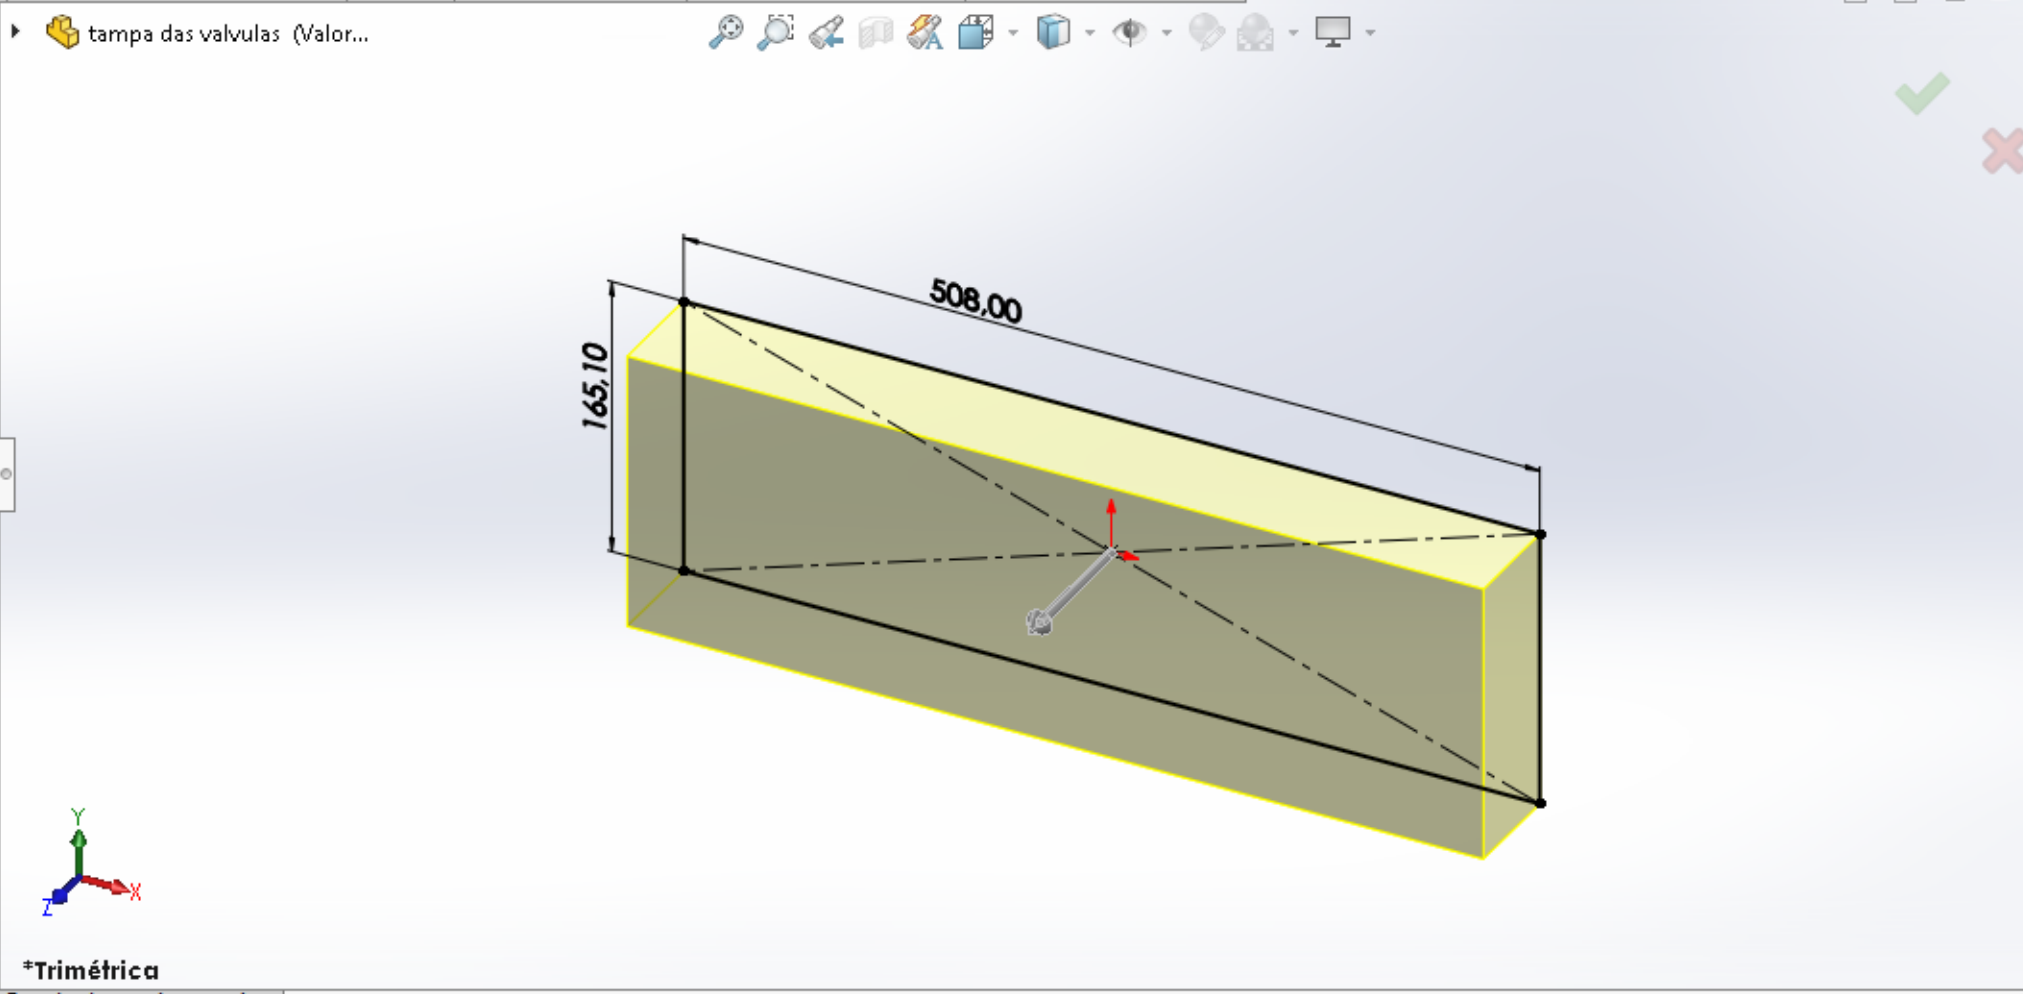 tampa das valvulas (Valor...
508,00
165,10
Y
X
Z
*Trimétrica